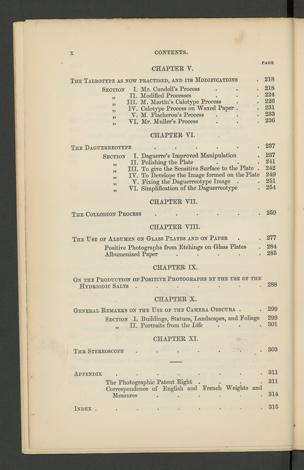 x CONTENTS.
PAGE
CHAPTER V.
THE TALBOTYPE AS NOW PRACTISED, AND ITS MODIFICATIONS . 218
SECTION I. Mr. Cundell's Process . . . 218
„ II. Modified Processes . . . 224
„ III. M. Martin's Calotype Process . . . 226
„ IV. Calotype Process on Waxed Paper . . 231
„ V. M. Flacheron's Process . . . 233
„ VI. Mr. Muller's Process . . . 236
CHAPTER VI.
THE DAGUERREOTYPE . . . 237
SECTION I. Daguerre's Improved Manipulation . . 237
„ II. Polishing the Plate . . . 241
„ III. To give the Sensitive Surface to the Plate . 242
„ IV. To Develope the Image formed on the Plate 249
„ V. Fixing the Daguerreotype Image . . 251
„ VI. Simplification of the Daguerreotype . . 254
CHAPTER VII.
THE COLLODION PROCESS . . . 259
CHAPTER VIII.
THE USE OF ALBUMEN ON GLASS PLATES AND ON PAPER . . 277
Positive Photographs from Etchings on Glass Plates . 284
Albumenized Paper . . . 285
CHAPTER IX.
ON THE PRODUCTION OF POSITIVE PHOTOGRAPHS BY THE USE OF THE
HYDRIODIC SALTS . . . 288
CHAPTER X.
GENERAL REMARKS ON THE USE OF THE CAMERA OBSCURA . . 299
SECTION I. Buildings, Statues, Landscapes, and Foliage 299
„ II. Portraits from the Life . . . 301
CHAPTER XI.
THE STEREOSCOPE . . . 303
APPENDIX . . . 311
The Photographic Patent Right . . . 311
Correspondence of English and French Weights and
Measures . . . 314
INDEX . . . 315